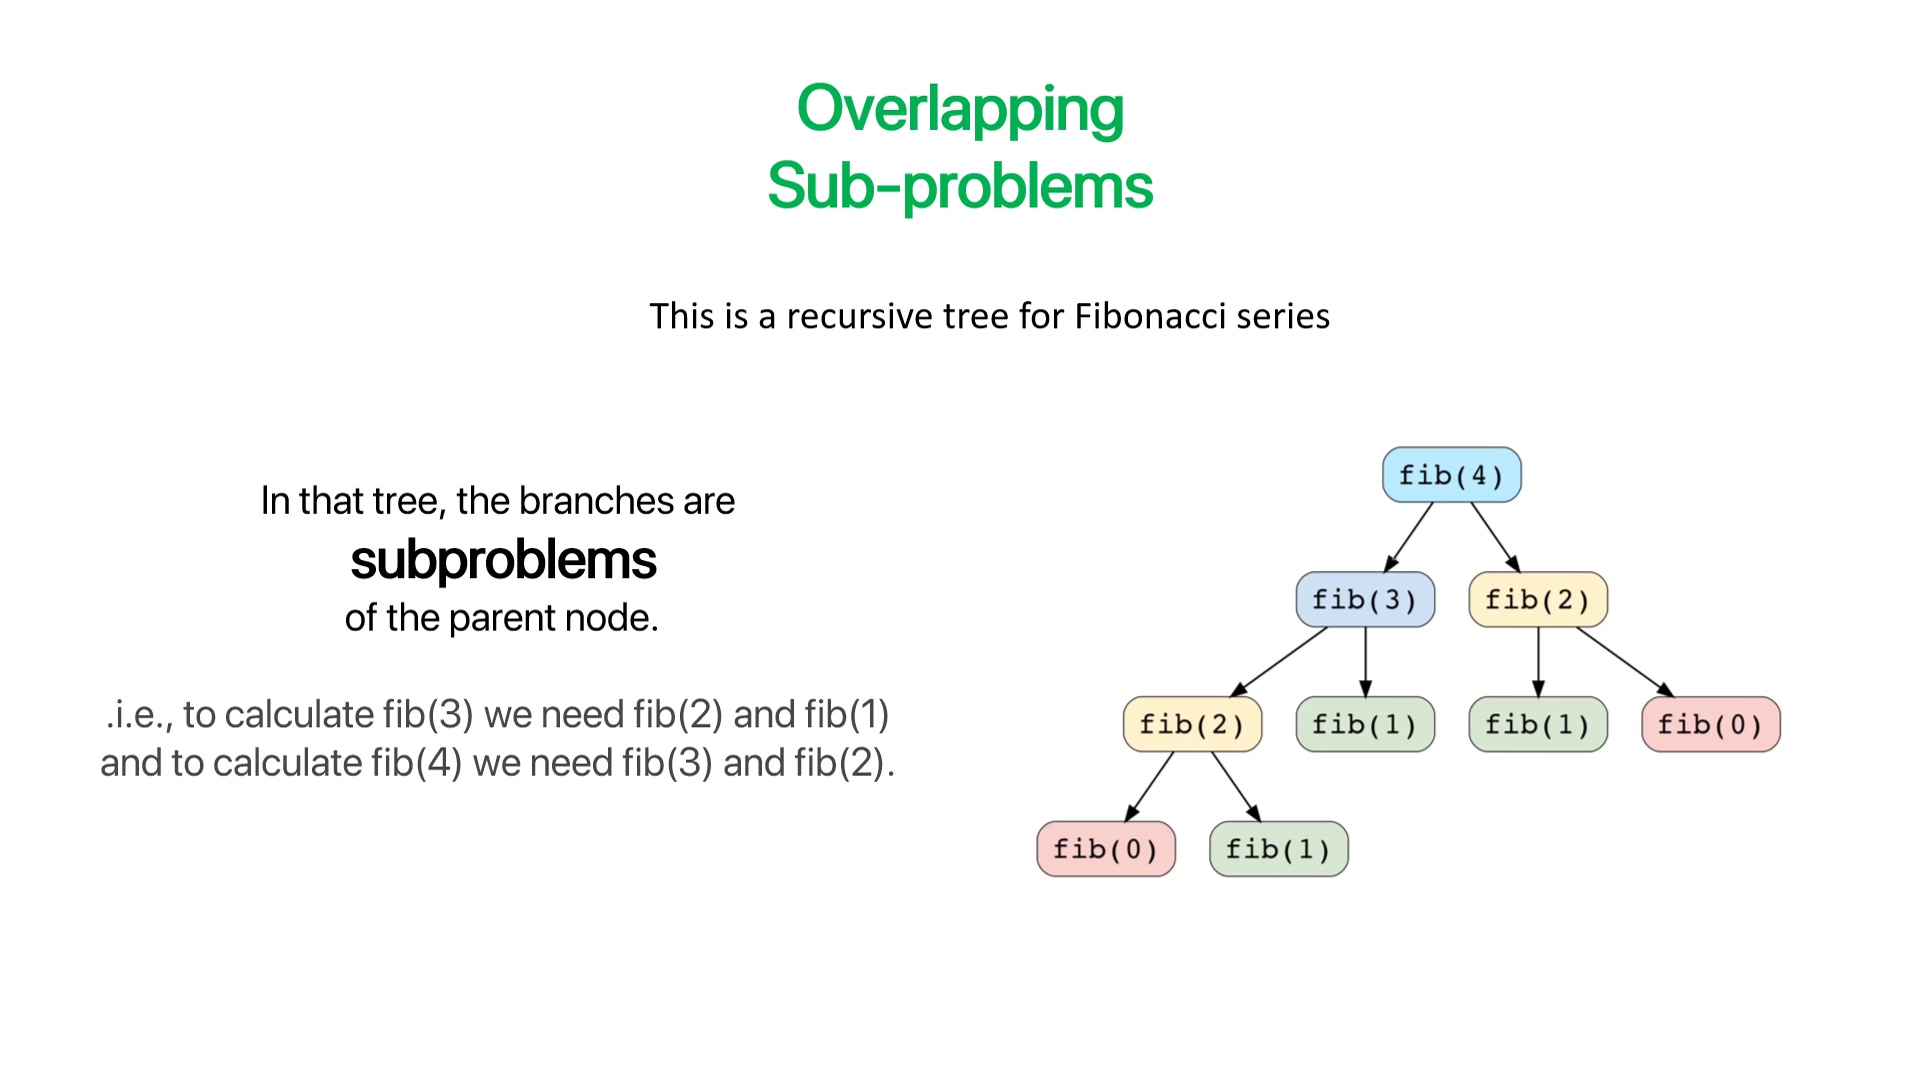 Overlapping
Sub-problems
This is a recursive tree for Fibonacci series
In that tree, the branches are
subproblems
of the parent node.
.i.e., to calculate fib(3) we need fib(2) and fib(1)
and to calculate fib(4) we need fib(3) and fib(2).
fib(4)
fib(3) fib(2)
fib(2) fib(1) fib(1) fib(0)
fib(0) fib(1)